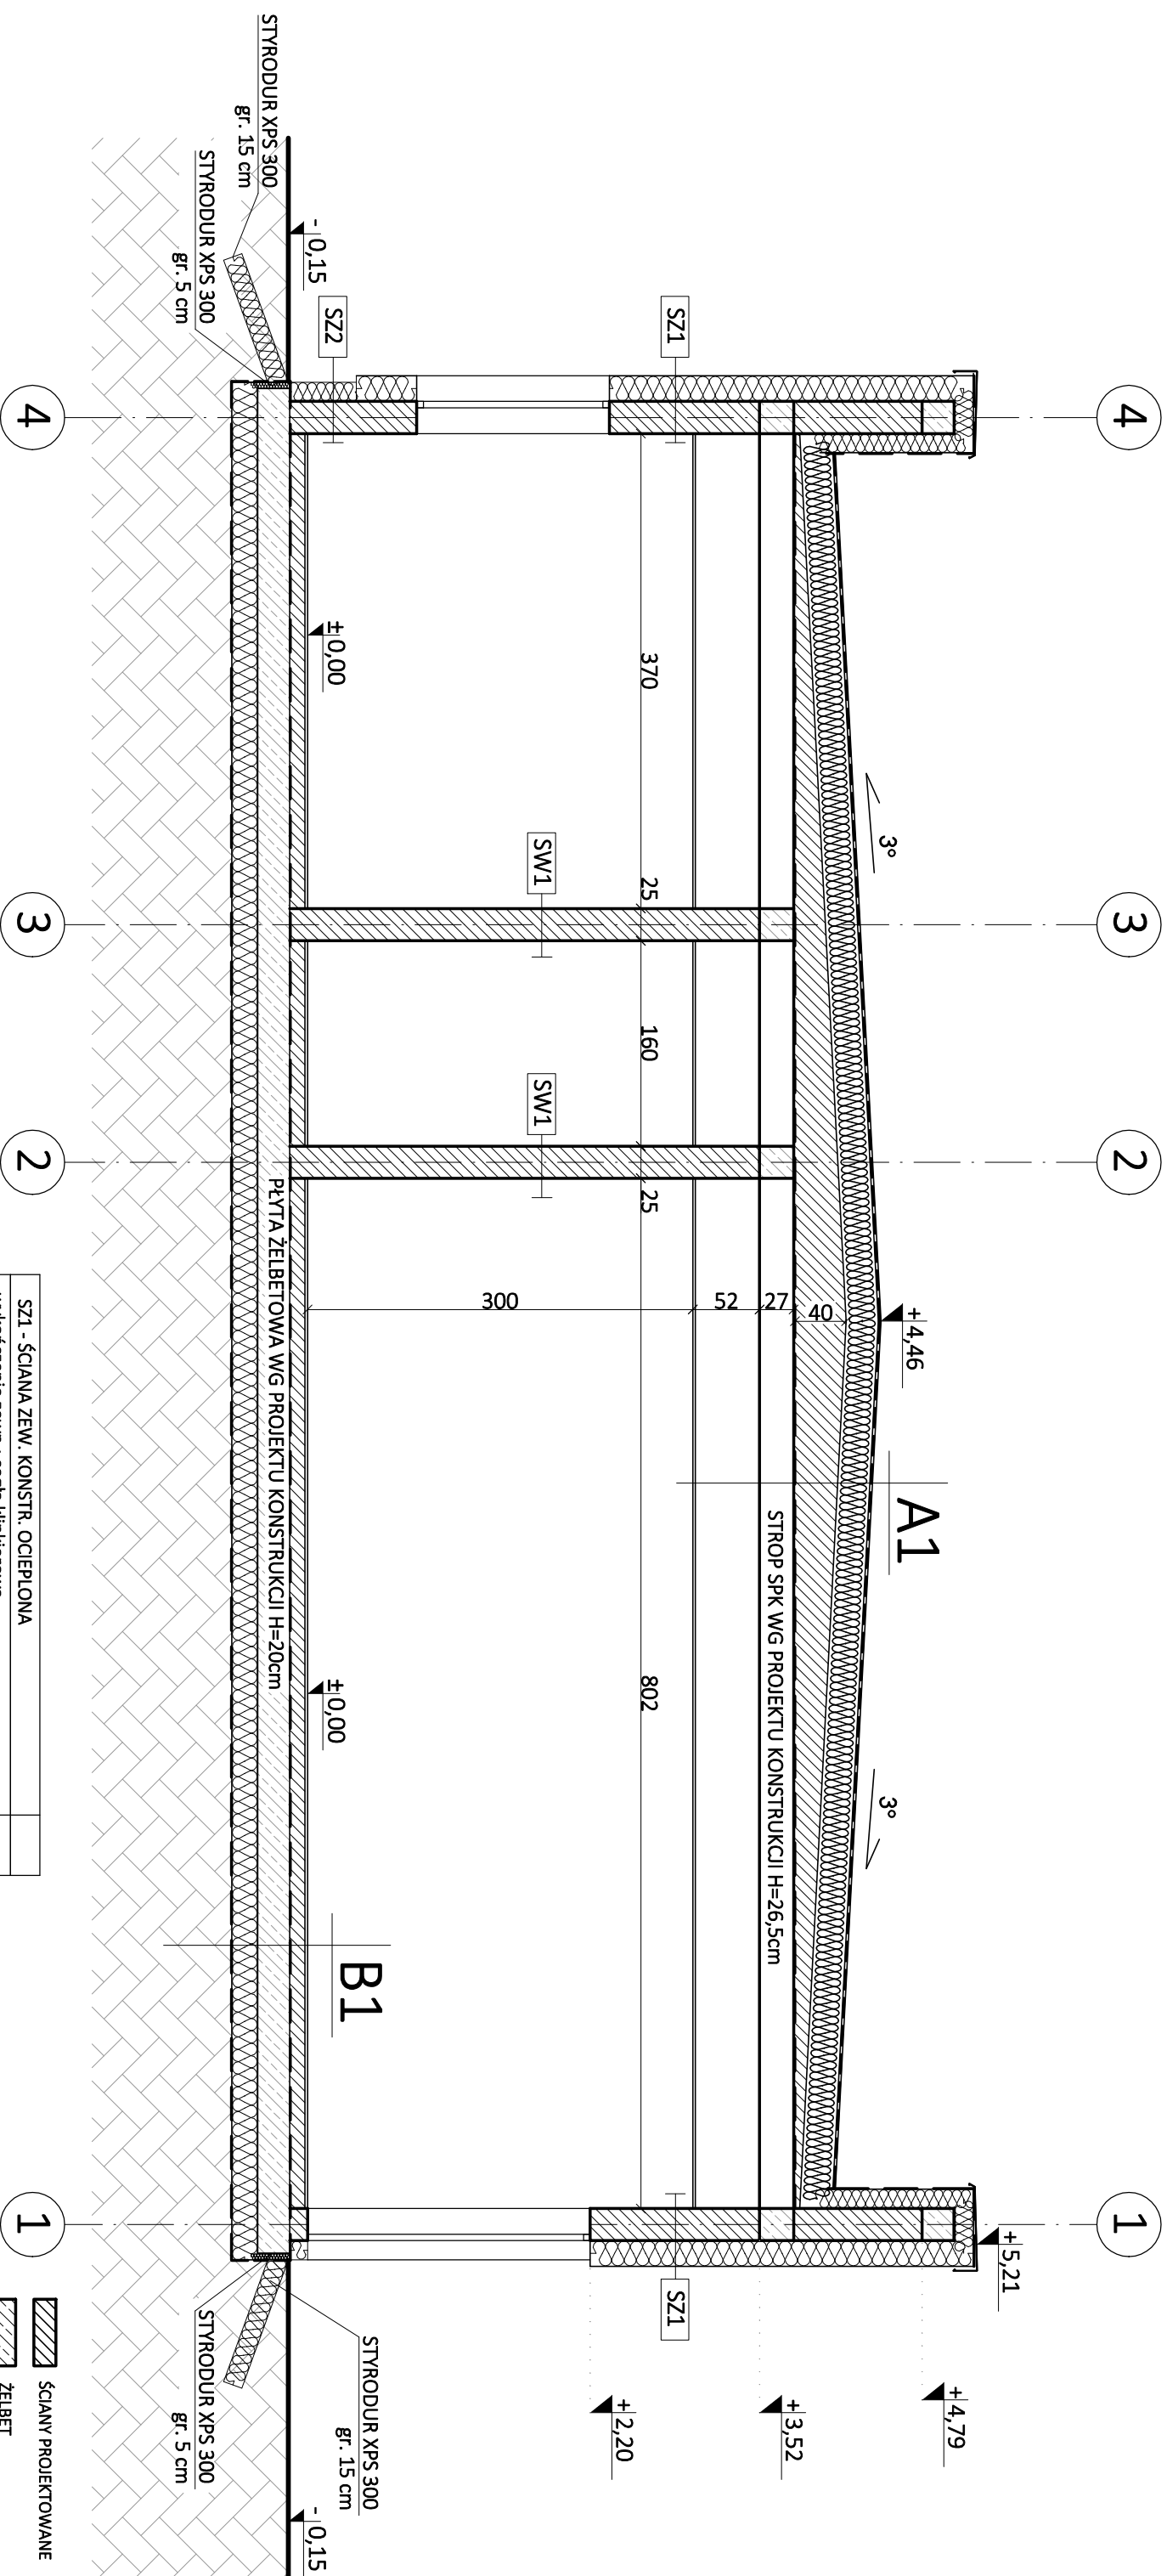 4
3
2
1
+5,21
+4,79
+4,46
A1
3°
3°
40
STROP SPK WG PROJEKTU KONSTRUKCJI H=26,5cm
27
+3,52
52
SZ1
SZ1
370
25
160
25
802
+2,20
SW1
SW1
300
SZ2
±0,00
±0,00
B1
- 0,15
- 0,15
STYRODUR XPS 300
gr. 15 cm
STYRODUR XPS 300
gr. 5 cm
PŁYTA ŻELBETOWA WG PROJEKTU KONSTRUKCJI H=20cm
STYRODUR XPS 300
gr. 15 cm
STYRODUR XPS 300
gr. 5 cm
4
3
2
1
SZ1 - ŚCIANA ZEW. KONSTR. OCIEPLONA
ŚCIANY PROJEKTOWANE
ŻELBET